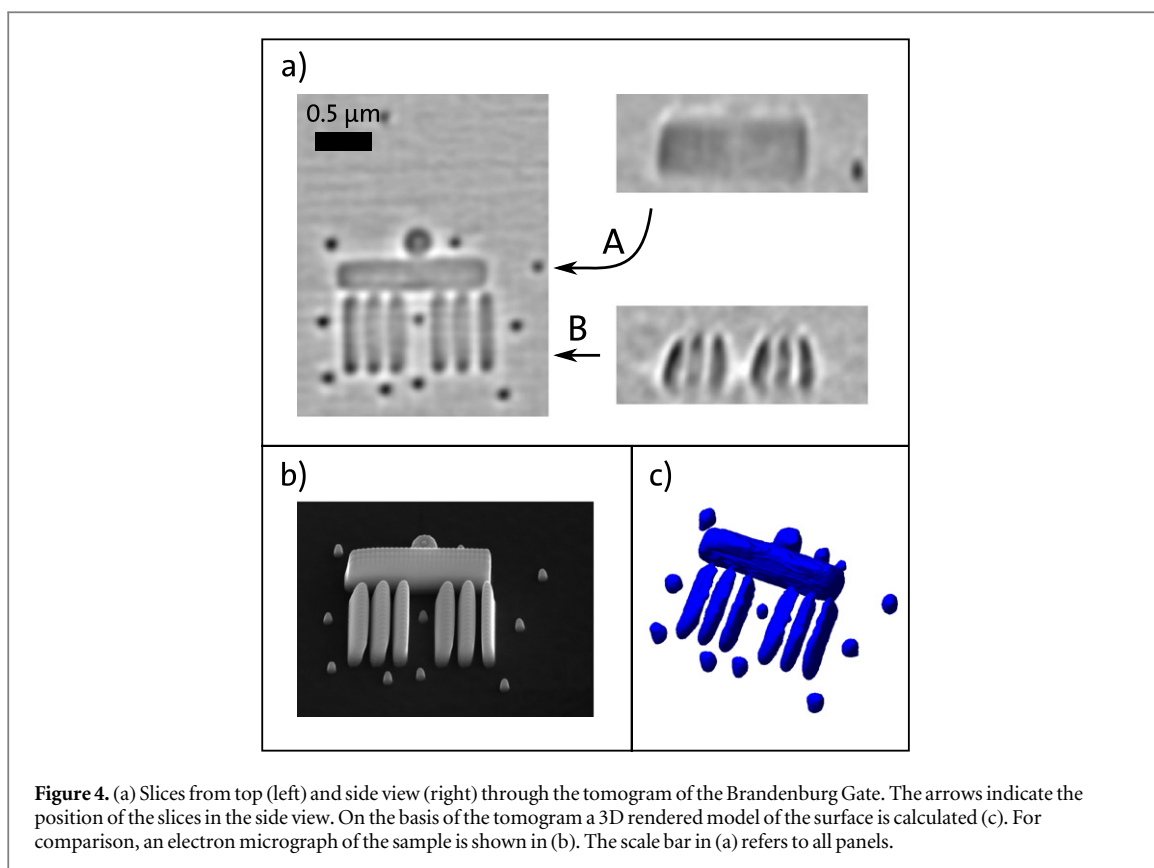 a)
0.5 μm
A
B
b)
c)
Figure 4. (a) Slices from top (left) and side view (right) through the tomogram of the Brandenburg Gate. The arrows indicate the
position of the slices in the side view. On the basis of the tomogram a 3D rendered model of the surface is calculated (c). For
comparison, an electron micrograph of the sample is shown in (b). The scale bar in (a) refers to all panels.